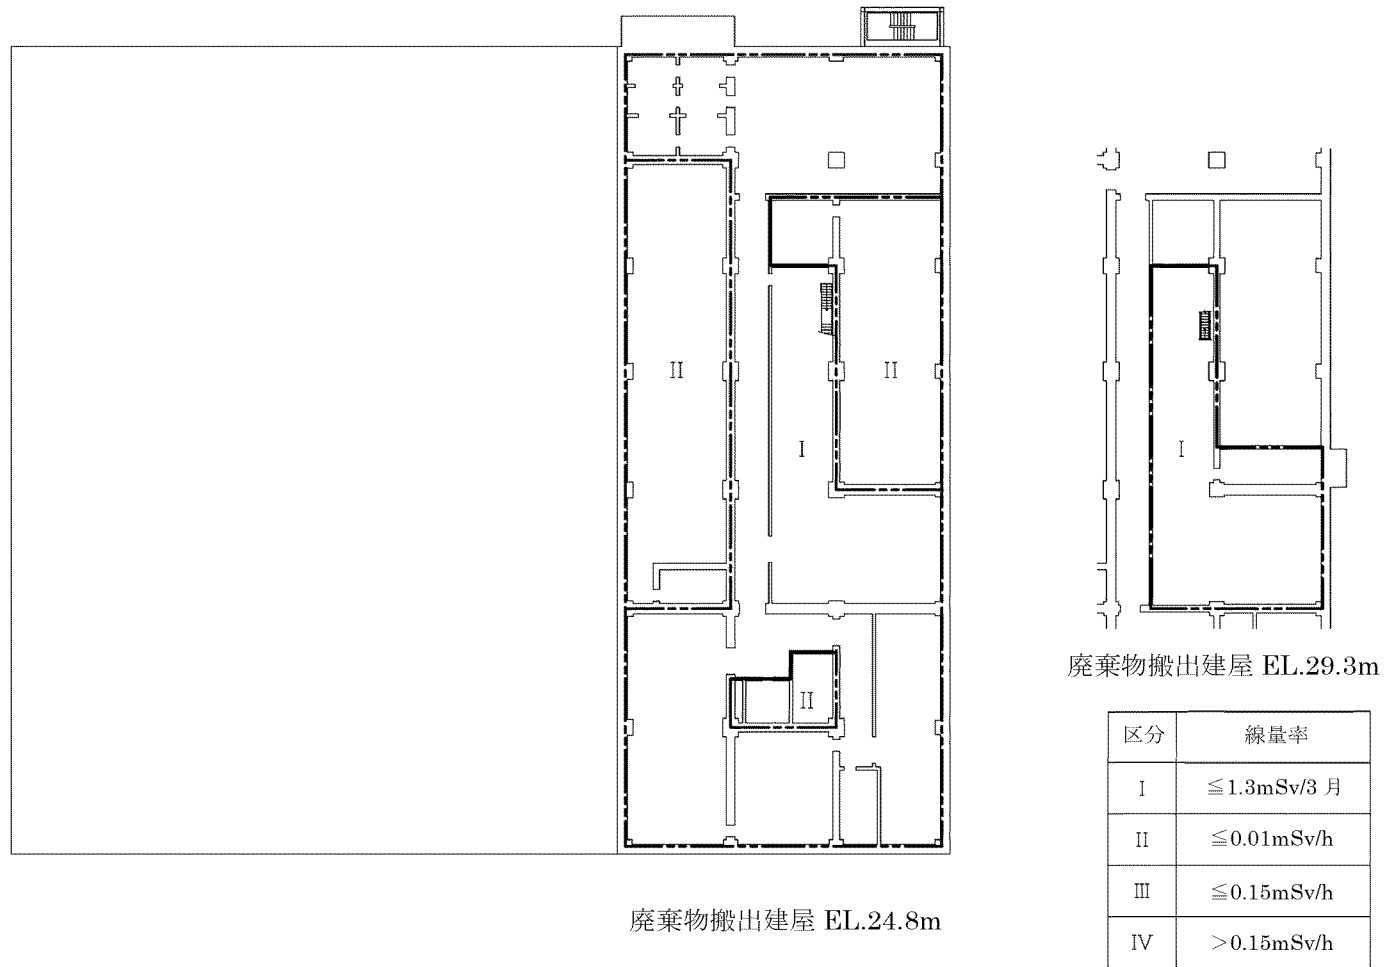 II
II
I
II
廃棄物搬出建屋 EL.24.8m
I
廃棄物搬出建屋 EL.29.3m
区分 線量率
I ≦1.3mSv/3 月
II ≦0.01mSv/h
III ≦0.15mSv/h
IV >0.15mSv/h